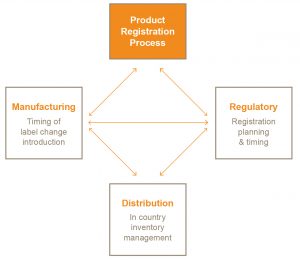 Product
Registration
Process
Manufacturing
Timing of
label change
introduction
Regulatory
Registration
planning
& timing
Distribution
In country
inventory
management